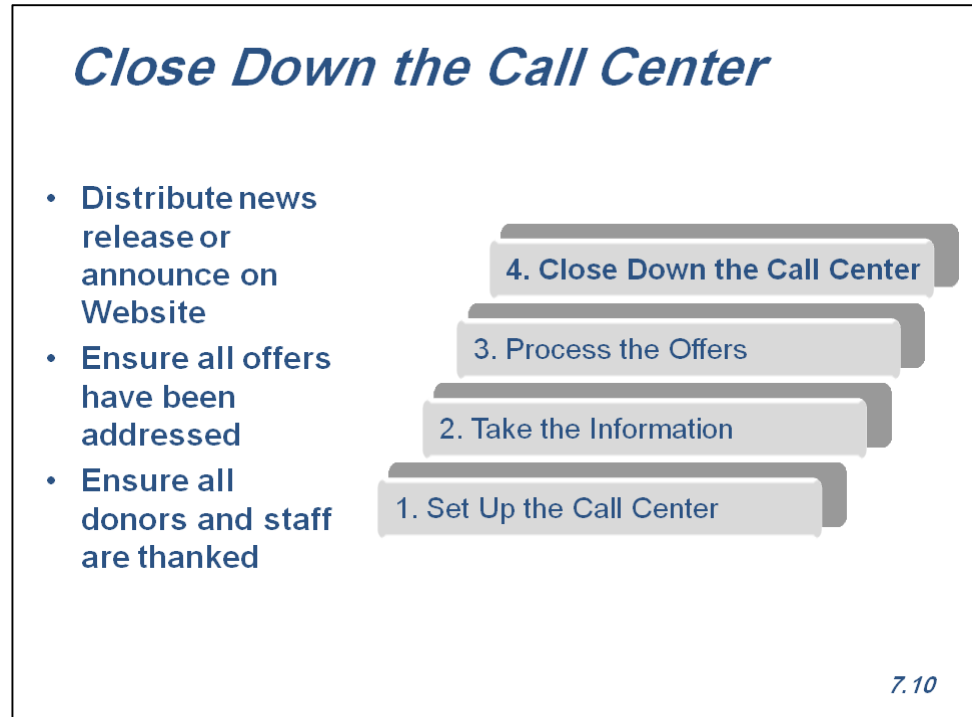 Close Down the Call Center
• Distribute news
release or
announce on
Website
• Ensure all offers
have been
addressed
• Ensure all
donors and staff
are thanked
4. Close Down the Call Center
3. Process the Offers
2. Take the Information
1. Set Up the Call Center
7.10